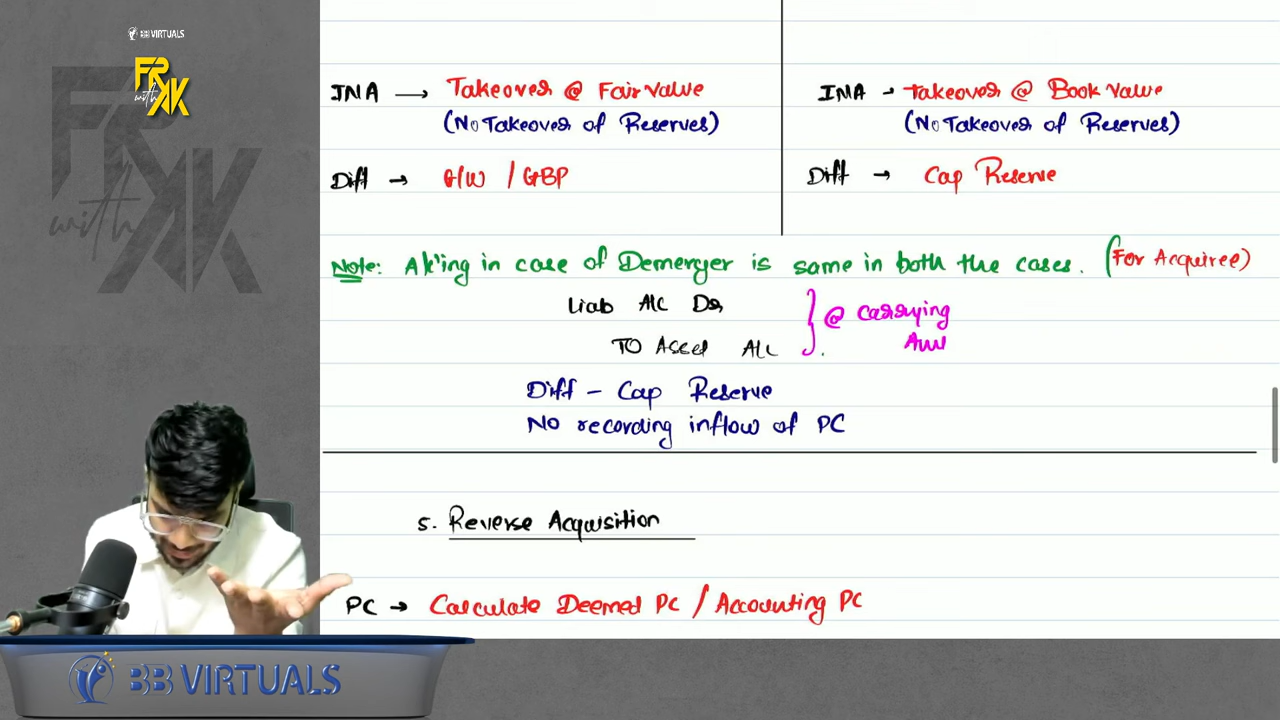 BB VIRTUALS
FR
with
AK
INA → Takeover @ Fair Value
(No Takeover of Reserves)
Diff → G/W / GBP
INA - Takeover @ Book Value
(No Takeover of Reserves)
Diff → Cap Reserve
Note: A/c'ing in case of Demerger is same in both the cases. (For Acquiree)
Liab A/c Dr,
TO Asset A/c
} @ carrying
Amt
Diff - Cap Reserve
No recording inflow of PC
5. Reverse Acquisition
PC → Calculate Deemed PC / Accounting PC
BB VIRTUALS